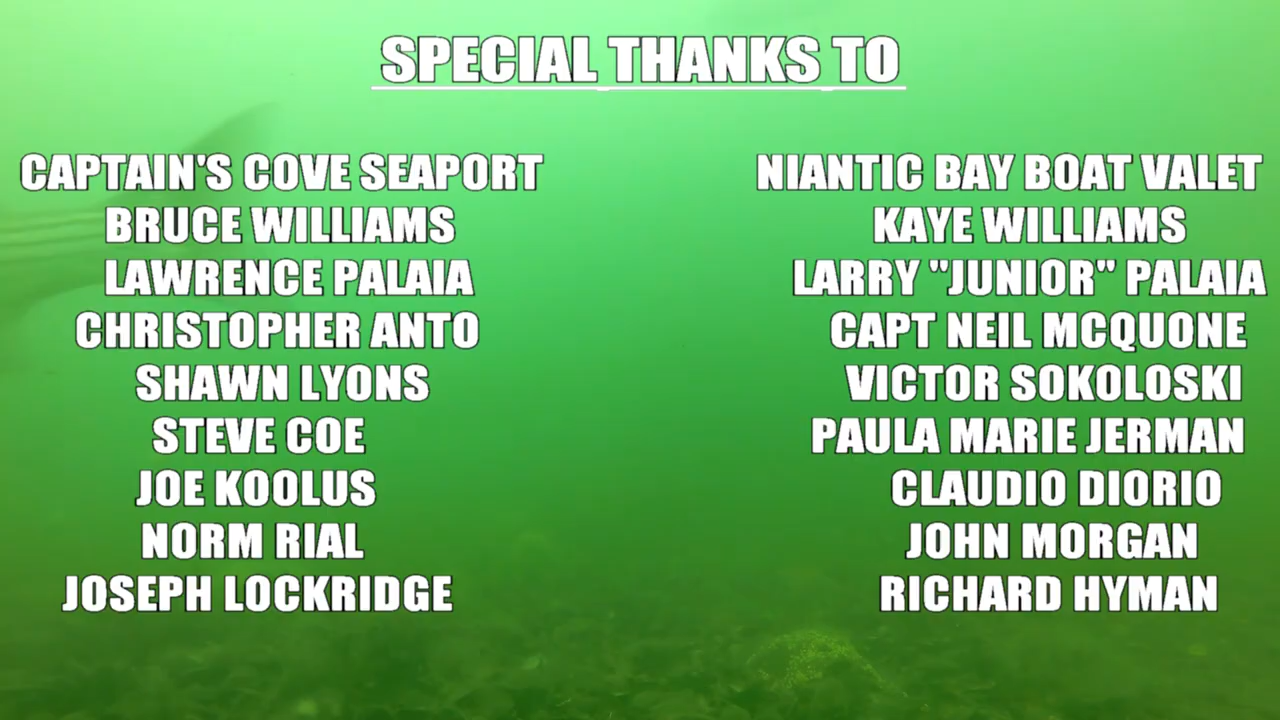 SPECIAL THANKS TO
CAPTAIN'S COVE SEAPORT
BRUCE WILLIAMS
LAWRENCE PALAIA
CHRISTOPHER ANTO
SHAWN LYONS
STEVE COE
JOE KOOLUS
NORM RIAL
JOSEPH LOCKRIDGE
NIANTIC BAY BOAT VALET
KAYE WILLIAMS
LARRY "JUNIOR" PALAIA
CAPT NEIL MCQUONE
VICTOR SOKOLOSKI
PAULA MARIE JERMAN
CLAUDIO DIORIO
JOHN MORGAN
RICHARD HYMAN